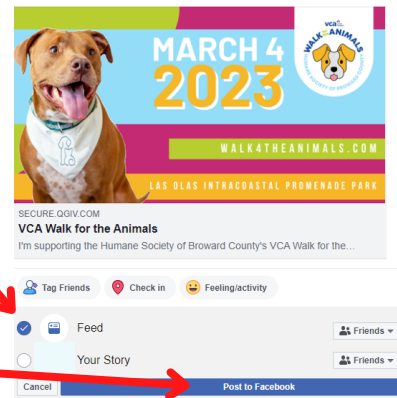 vca
WALK FOR THE ANIMALS
HUMANE SOCIETY OF BROWARD COUNTY
MARCH 4
2023
WALK4THEANIMALS.COM
LAS OLAS INTRACOASTAL PROMENADE PARK
SECURE.QGIV.COM
VCA Walk for the Animals
I'm supporting the Humane Society of Broward County's VCA Walk for the…
Tag Friends Check in Feeling/activity
Feed Friends
Your Story Friends
Cancel Post to Facebook